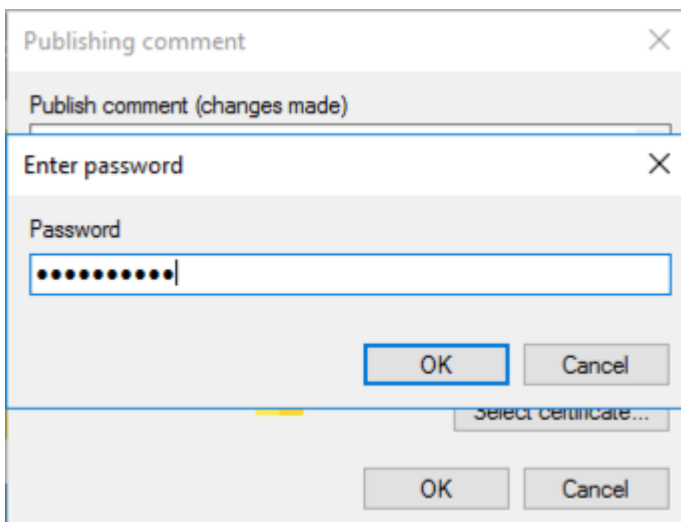 Publishing comment
Publish comment (changes made)
Enter password
Password
••••••••••
OK Cancel
Select certificate...
OK Cancel